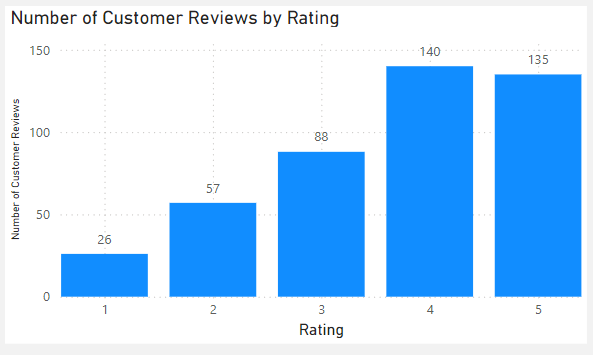 Number of Customer Reviews by Rating
Number of Customer Reviews
150
100
50
0
26
57
88
140
135
1 2 3 4 5
Rating